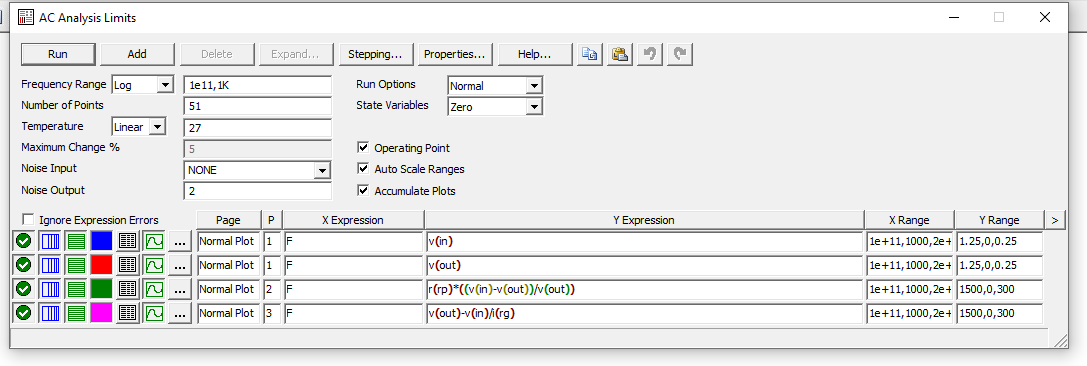 AC Analysis Limits
Run Add Delete Expand... Stepping... Properties... Help...
Frequency Range Log 1e11,1K Run Options Normal
Number of Points 51 State Variables Zero
Temperature Linear 27
Maximum Change % 5 Operating Point
Noise Input NONE Auto Scale Ranges
Noise Output 2 Accumulate Plots
Ignore Expression Errors Page P X Expression Y Expression X Range Y Range >
... Normal Plot 1 F v(in) 1e+11,1000,2e+ 1.25,0,0.25
... Normal Plot 1 F v(out) 1e+11,1000,2e+ 1.25,0,0.25
... Normal Plot 2 F r(rp)*((v(in)-v(out))/v(out)) 1e+11,1000,2e+ 1500,0,300
... Normal Plot 3 F v(out)-v(in)/i(rg) 1e+11,1000,2e+ 1500,0,300